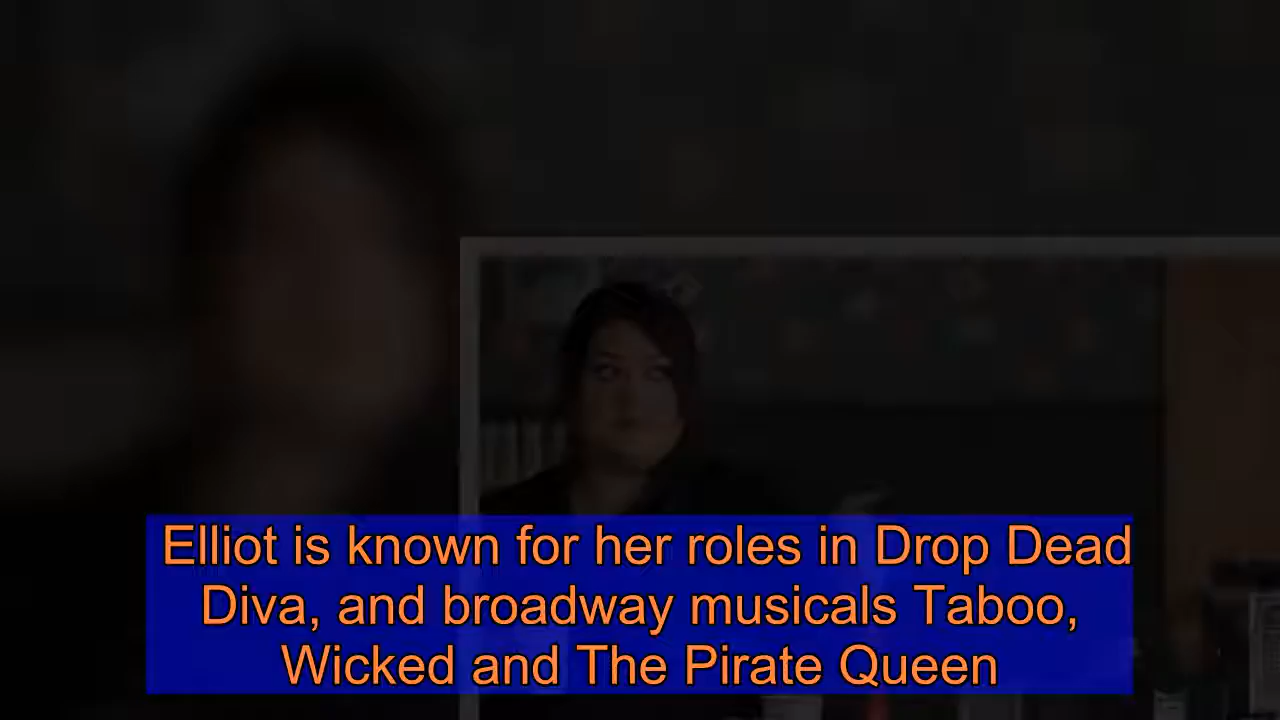 Elliot is known for her roles in Drop Dead
Diva, and broadway musicals Taboo,
Wicked and The Pirate Queen